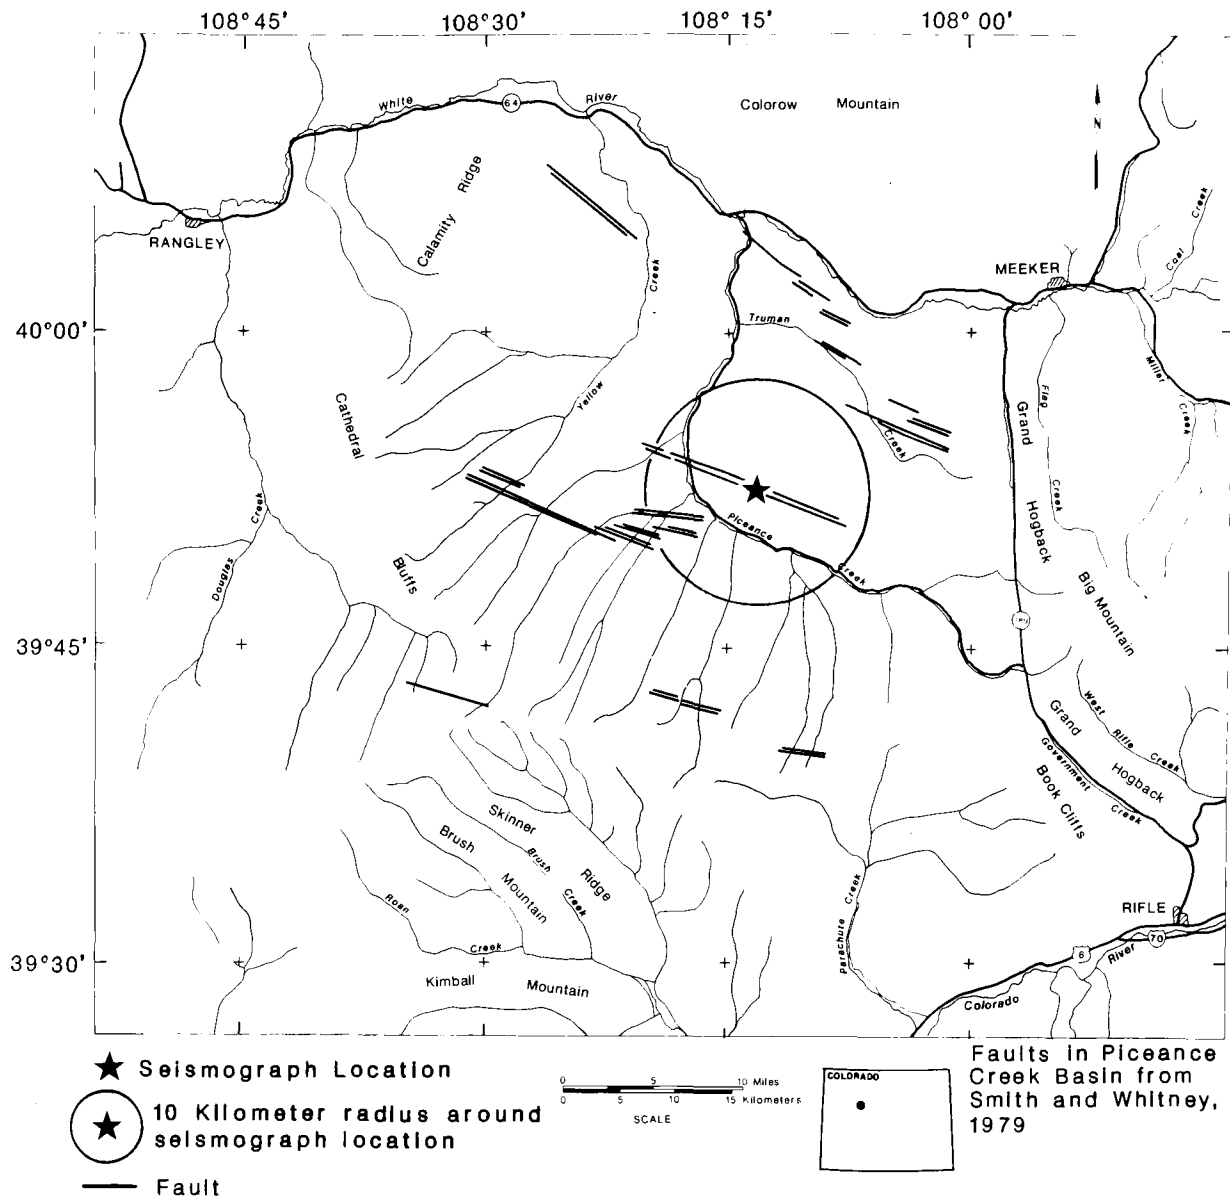 108°45'
108°30'
108°15'
108°00'
White
64
River
Colorow Mountain
N
Calamity Ridge
Creek
RANGLEY
Creek
Coal
MEEKER
40°00'
Truman
Miller
Creek
Flag
Creek
Cathedral
Bluffs
Yellow
Creek
Grand
Hogback
Piceance
Creek
Creek
Douglas
Big Mountain
39°45'
West
Rifle
Creek
Grand
Hogback
Government
Creek
Book Cliffs
Skinner
Ridge
Brush
Mountain
Brush
Creek
Roan
Creek
Parachute Creek
RIFLE
6
70
River
Colorado
39°30'
Kimball Mountain
Seismograph Location
10 Kilometer radius around
seismograph location
Fault
0 5 10 Miles
0 5 10 15 Kilometers
SCALE
COLORADO
Faults in Piceance
Creek Basin from
Smith and Whitney,
1979